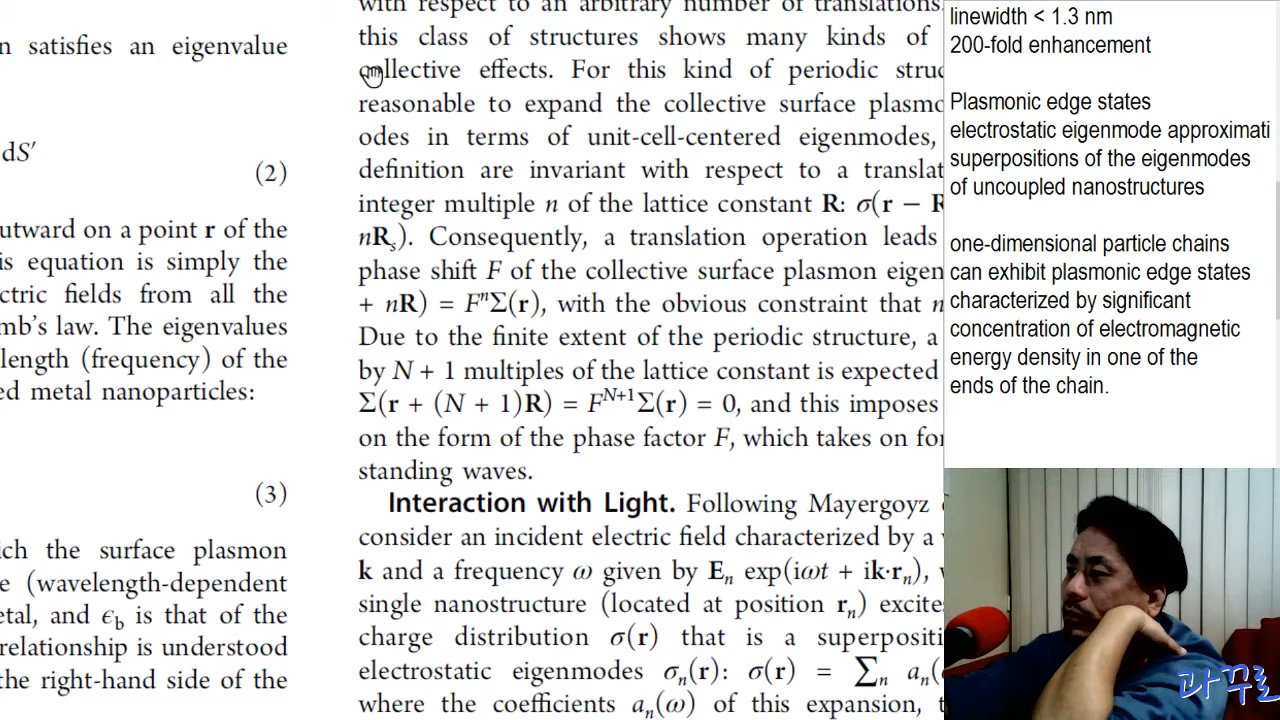 n satisfies an eigenvalue
dS′
(2)
utward on a point r of the
is equation is simply the
ctric fields from all the
mb's law. The eigenvalues
length (frequency) of the
ed metal nanoparticles:
(3)
ich the surface plasmon
e (wavelength-dependent
etal, and ϵb is that of the
relationship is understood
the right-hand side of the
with respect to an arbitrary number of translations.
this class of structures shows many kinds of
collective effects. For this kind of periodic struc
reasonable to expand the collective surface plasmo
odes in terms of unit-cell-centered eigenmodes,
definition are invariant with respect to a translat
integer multiple n of the lattice constant R: σ(r − R
nRs). Consequently, a translation operation leads
phase shift F of the collective surface plasmon eigen
+ nR) = FⁿΣ(r), with the obvious constraint that n
Due to the finite extent of the periodic structure, a
by N + 1 multiples of the lattice constant is expected
Σ(r + (N + 1)R) = F^N+1Σ(r) = 0, and this imposes
on the form of the phase factor F, which takes on for
standing waves.
Interaction with Light. Following Mayergoyz
consider an incident electric field characterized by a
k and a frequency ω given by En exp(iωt + ik·rn),
single nanostructure (located at position rn) excite
charge distribution σ(r) that is a superpositi
electrostatic eigenmodes σn(r): σ(r) = ∑n an(
where the coefficients an(ω) of this expansion, t
linewidth < 1.3 nm
200-fold enhancement
Plasmonic edge states
electrostatic eigenmode approximati
superpositions of the eigenmodes
of uncoupled nanostructures
one-dimensional particle chains
can exhibit plasmonic edge states
characterized by significant
concentration of electromagnetic
energy density in one of the
ends of the chain.
과꾸로